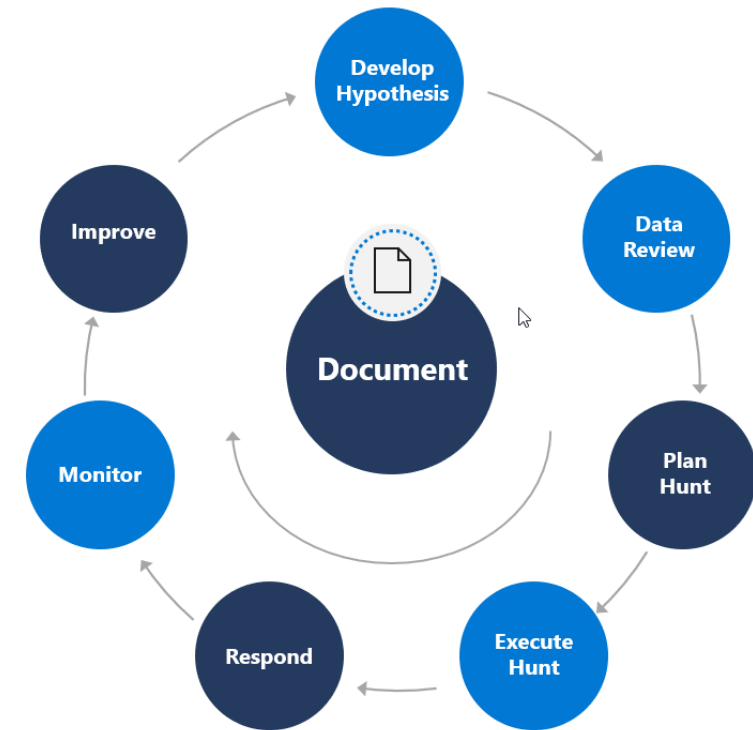 Develop
Hypothesis
Data
Review
Plan
Hunt
Execute
Hunt
Respond
Monitor
Improve
Document